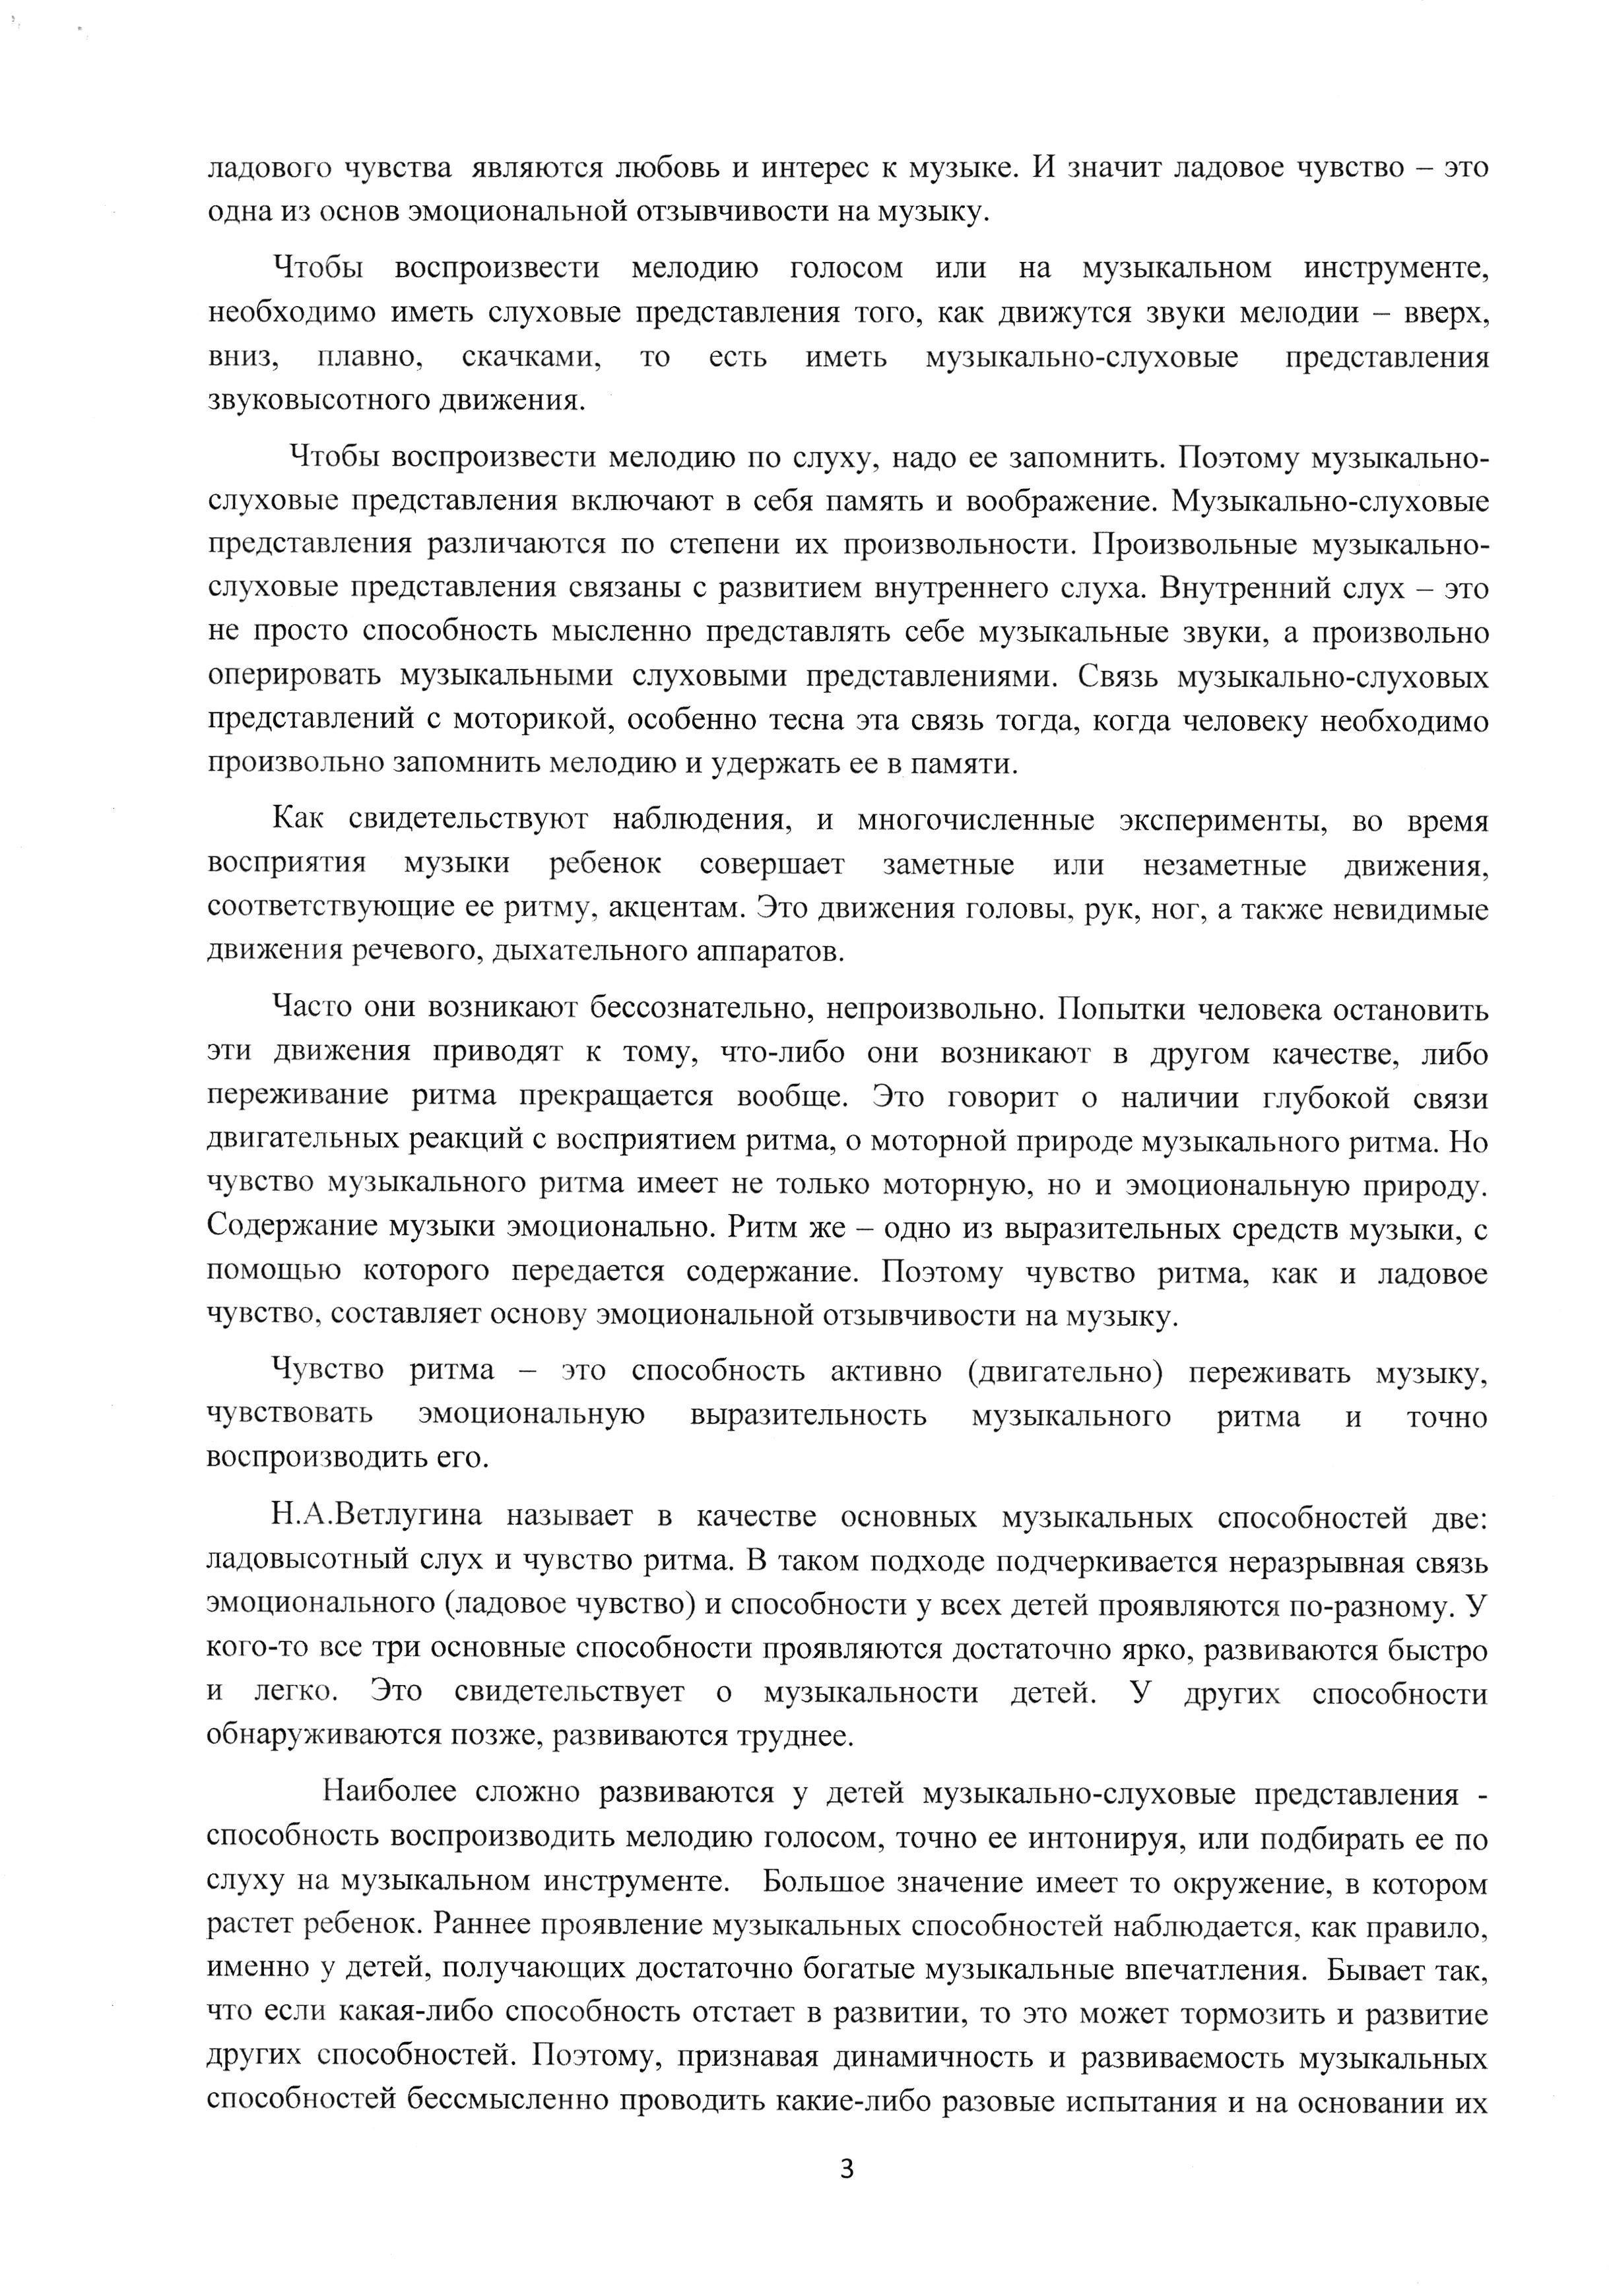 ладового чувства являются любовь и интерес к музыке. И значит ладовое чувство – это
одна из основ эмоциональной отзывчивости на музыку.
Чтобы воспроизвести мелодию голосом или на музыкальном инструменте,
необходимо иметь слуховые представления того, как движутся звуки мелодии – вверх,
вниз, плавно, скачками, то есть иметь музыкально-слуховые представления
звуковысотного движения.
Чтобы воспроизвести мелодию по слуху, надо ее запомнить. Поэтому музыкально-
слуховые представления включают в себя память и воображение. Музыкально-слуховые
представления различаются по степени их произвольности. Произвольные музыкально-
слуховые представления связаны с развитием внутреннего слуха. Внутренний слух – это
не просто способность мысленно представлять себе музыкальные звуки, а произвольно
оперировать музыкальными слуховыми представлениями. Связь музыкально-слуховых
представлений с моторикой, особенно тесна эта связь тогда, когда человеку необходимо
произвольно запомнить мелодию и удержать ее в памяти.
Как свидетельствуют наблюдения, и многочисленные эксперименты, во время
восприятия музыки ребенок совершает заметные или незаметные движения,
соответствующие ее ритму, акцентам. Это движения головы, рук, ног, а также невидимые
движения речевого, дыхательного аппаратов.
Часто они возникают бессознательно, непроизвольно. Попытки человека остановить
эти движения приводят к тому, что-либо они возникают в другом качестве, либо
переживание ритма прекращается вообще. Это говорит о наличии глубокой связи
двигательных реакций с восприятием ритма, о моторной природе музыкального ритма. Но
чувство музыкального ритма имеет не только моторную, но и эмоциональную природу.
Содержание музыки эмоционально. Ритм же – одно из выразительных средств музыки, с
помощью которого передается содержание. Поэтому чувство ритма, как и ладовое
чувство, составляет основу эмоциональной отзывчивости на музыку.
Чувство ритма – это способность активно (двигательно) переживать музыку,
чувствовать эмоциональную выразительность музыкального ритма и точно
воспроизводить его.
Н.А.Ветлугина называет в качестве основных музыкальных способностей две:
ладовысотный слух и чувство ритма. В таком подходе подчеркивается неразрывная связь
эмоционального (ладовое чувство) и способности у всех детей проявляются по-разному. У
кого-то все три основные способности проявляются достаточно ярко, развиваются быстро
и легко. Это свидетельствует о музыкальности детей. У других способности
обнаруживаются позже, развиваются труднее.
Наиболее сложно развиваются у детей музыкально-слуховые представления -
способность воспроизводить мелодию голосом, точно ее интонируя, или подбирать ее по
слуху на музыкальном инструменте. Большое значение имеет то окружение, в котором
растет ребенок. Раннее проявление музыкальных способностей наблюдается, как правило,
именно у детей, получающих достаточно богатые музыкальные впечатления. Бывает так,
что если какая-либо способность отстает в развитии, то это может тормозить и развитие
других способностей. Поэтому, признавая динамичность и развиваемость музыкальных
способностей бессмысленно проводить какие-либо разовые испытания и на основании их
3